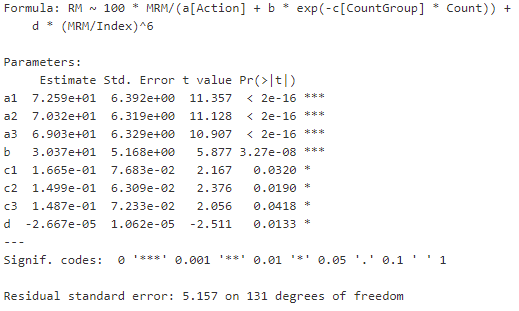 Formula: RM ~ 100 * MRM/(a[Action] + b * exp(-c[CountGroup] * Count)) +
    d * (MRM/Index)^6

Parameters:
     Estimate Std. Error t value Pr(>|t|)
a1  7.259e+01  6.392e+00  11.357  < 2e-16 ***
a2  7.032e+01  6.319e+00  11.128  < 2e-16 ***
a3  6.903e+01  6.329e+00  10.907  < 2e-16 ***
b   3.037e+01  5.168e+00   5.877 3.27e-08 ***
c1  1.665e-01  7.683e-02   2.167   0.0320 *
c2  1.499e-01  6.309e-02   2.376   0.0190 *
c3  1.487e-01  7.233e-02   2.056   0.0418 *
d  -2.667e-05  1.062e-05  -2.511   0.0133 *
---
Signif. codes:  0 '***' 0.001 '**' 0.01 '*' 0.05 '.' 0.1 ' ' 1

Residual standard error: 5.157 on 131 degrees of freedom